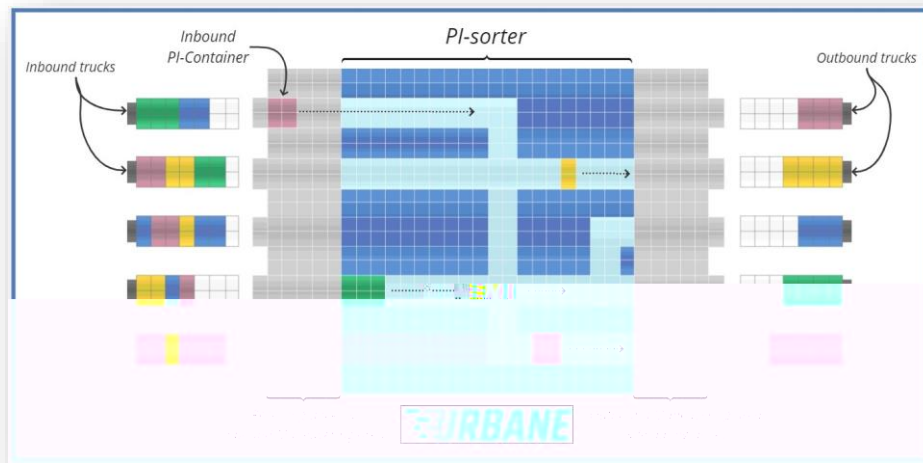 Inbound
PI-Container
PI-sorter
Inbound trucks
Outbound trucks
URBANE